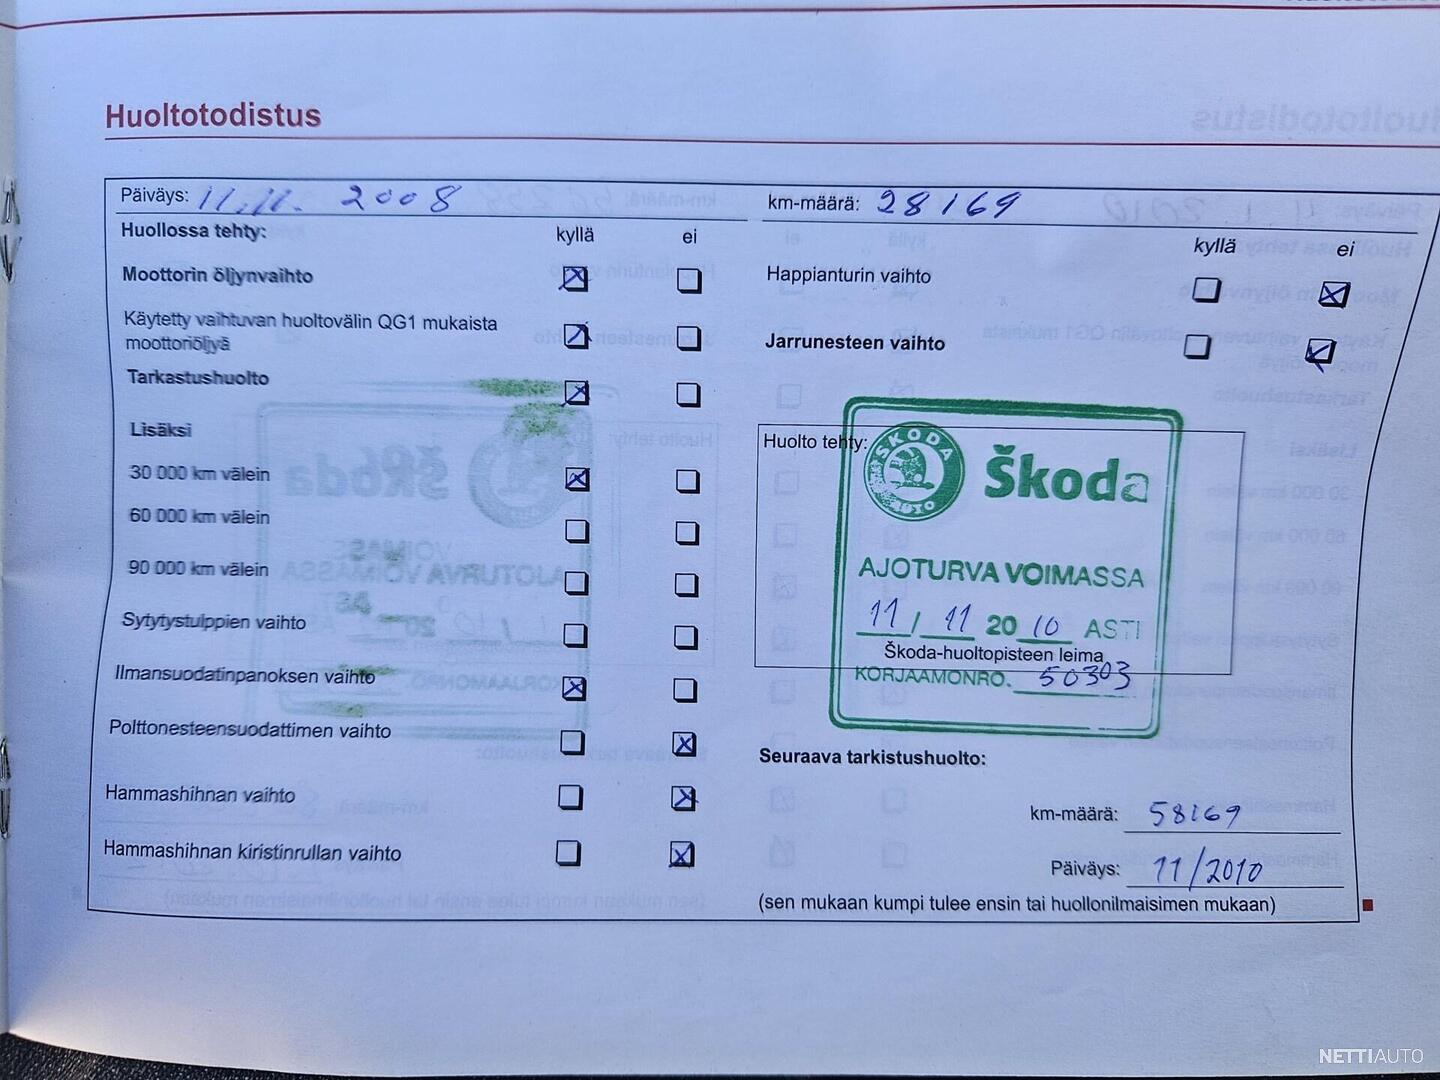 Huoltotodistus
Päiväys: 11.11. 2008
km-määrä: 28169
Huollossa tehty: kyllä ei
Moottorin öljynvaihto
Käytetty vaihtuvan huoltovälin QG1 mukaista
moottoriöljyä
Tarkastushuolto
Lisäksi
30 000 km välein
60 000 km välein
90 000 km välein
Sytytystulppien vaihto
Ilmansuodatinpanoksen vaihto
Polttonesteensuodattimen vaihto
Hammashihnan vaihto
Hammashihnan kiristinrullan vaihto
kyllä ei
Happianturin vaihto
Jarrunesteen vaihto
Huolto tehty:
ŠKODA
AUTO
Škoda
AJOTURVA VOIMASSA
11 / 11 20 10 ASTI
Škoda-huoltopisteen leima
KORJAAMONRO. 50303
Seuraava tarkistushuolto:
km-määrä: 58169
Päiväys: 11/2010
(sen mukaan kumpi tulee ensin tai huollonilmaisimen mukaan)
NETTIAUTO